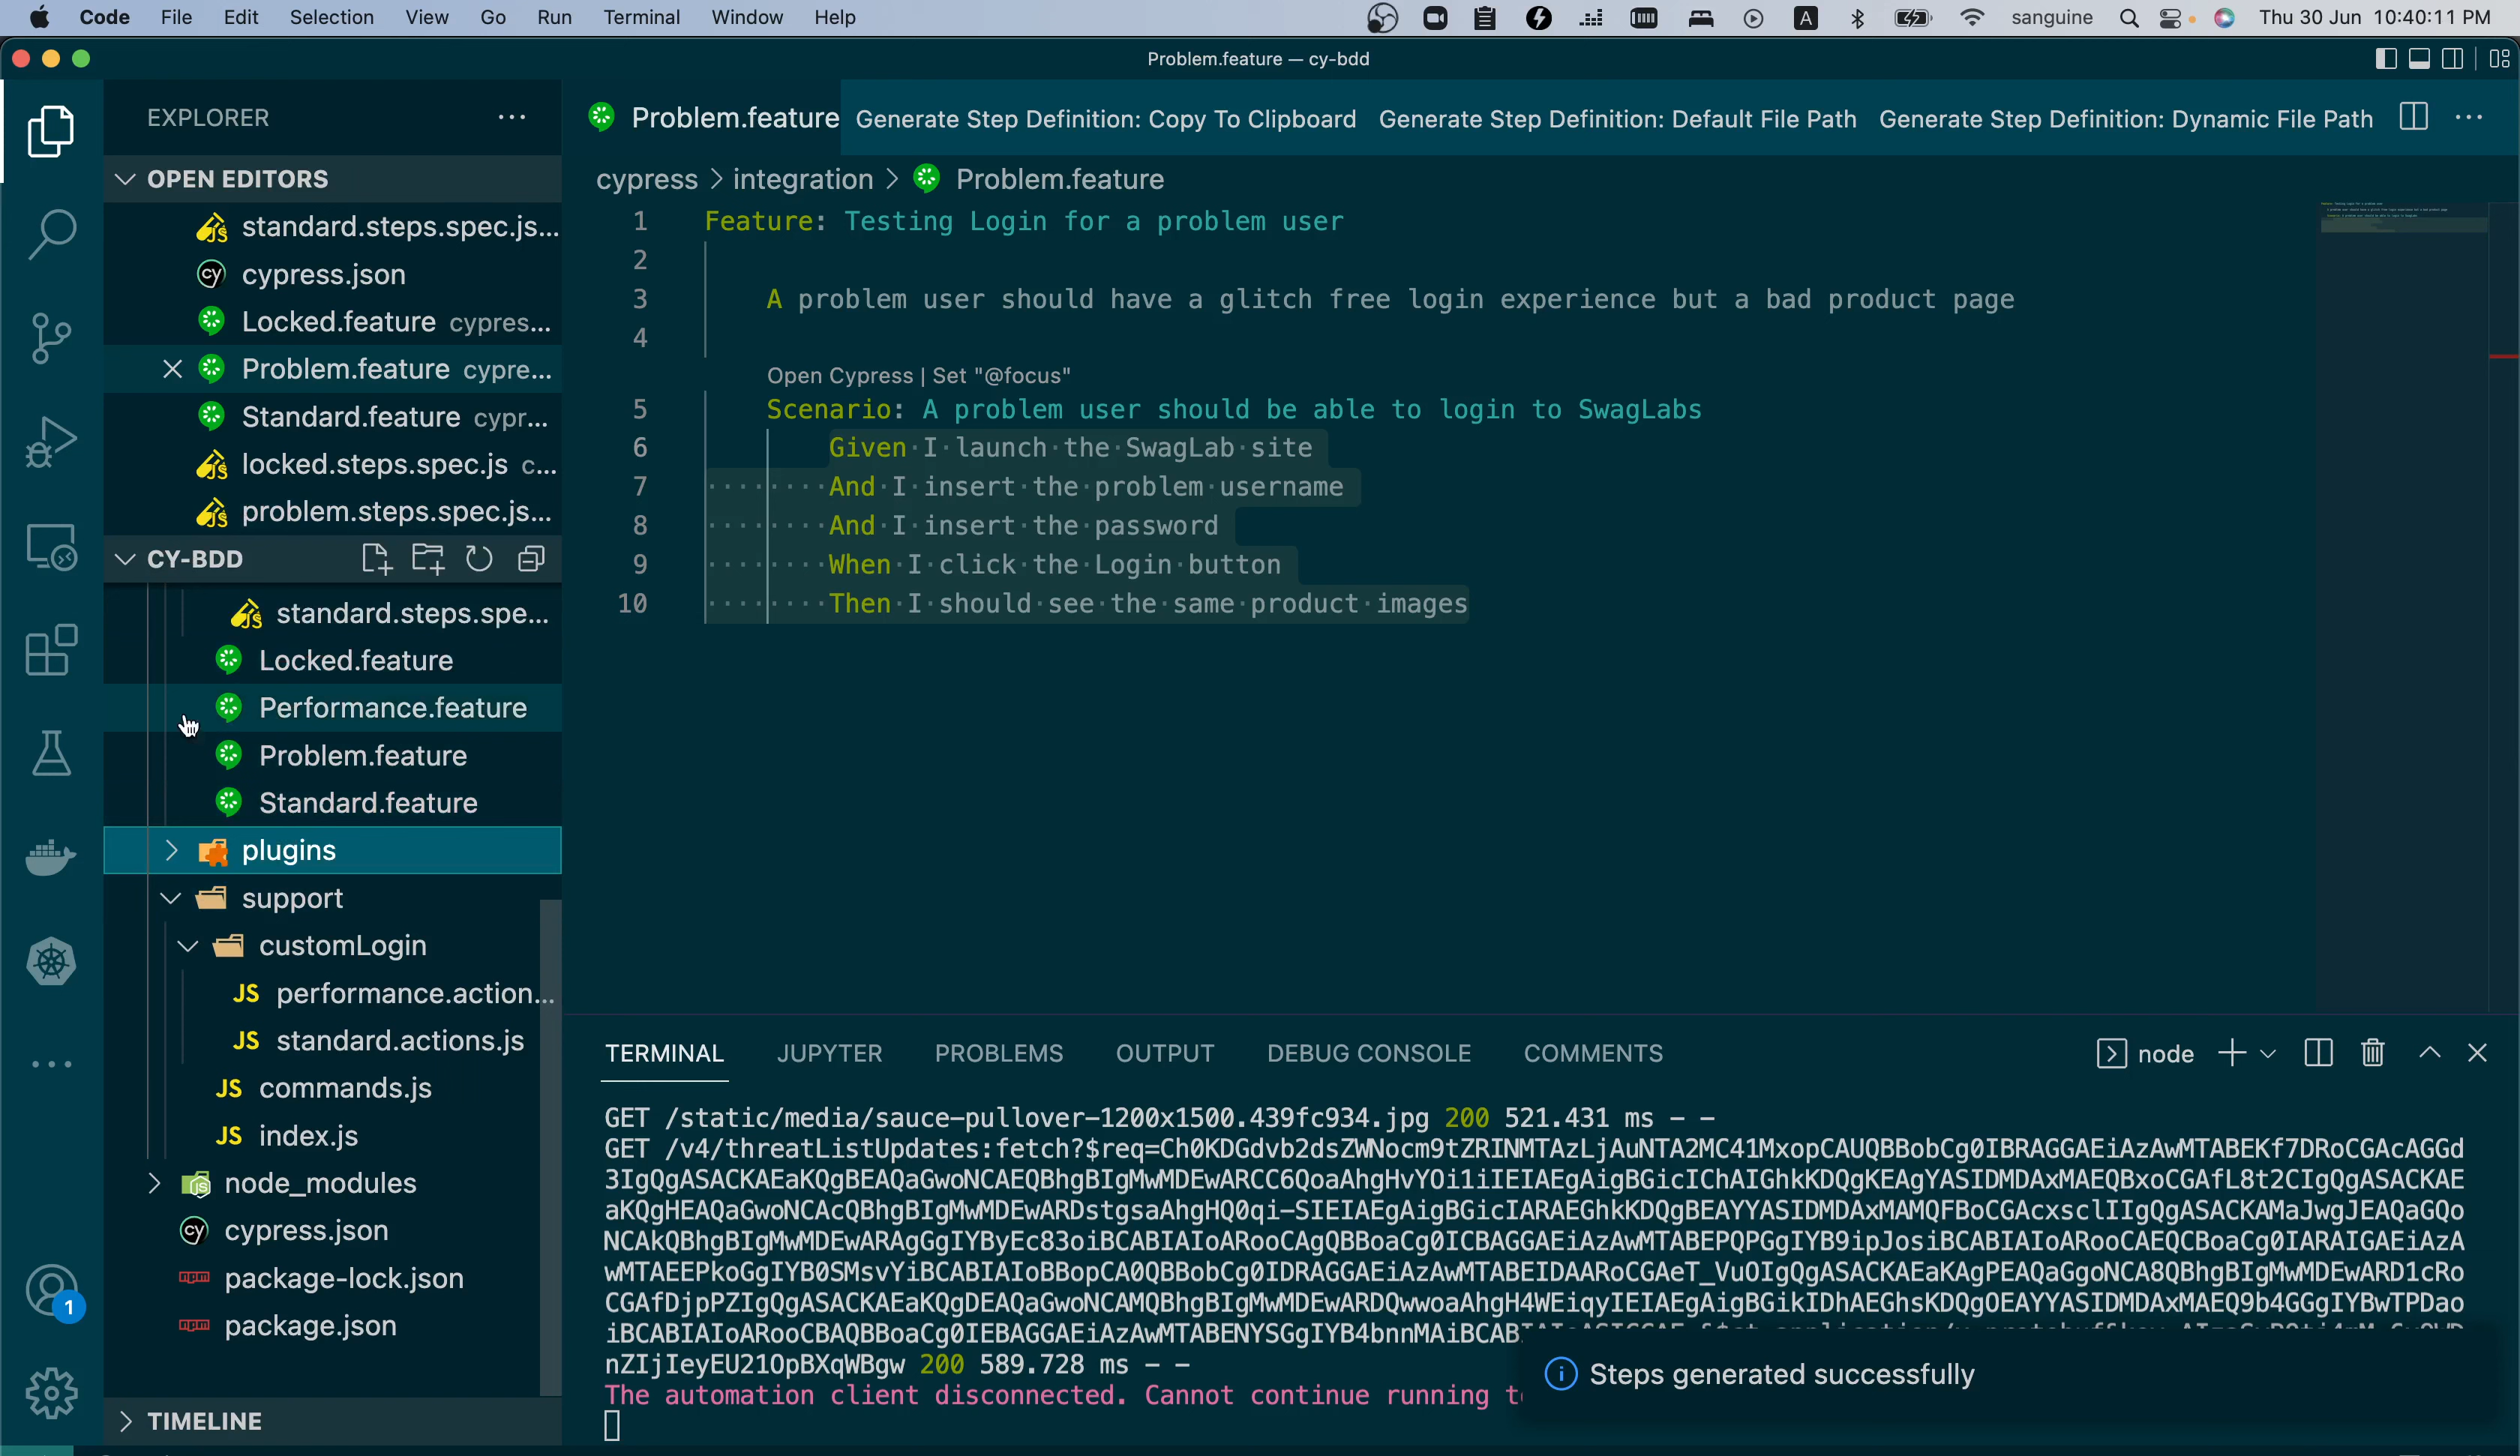 Code File Edit Selection View Go Run Terminal Window Help
A sanguine Thu 30 Jun 10:40:11 PM
Problem.feature — cy-bdd
EXPLORER ···
OPEN EDITORS
standard.steps.spec.js...
cypress.json
Locked.feature cypres...
Problem.feature cypre...
Standard.feature cypr...
locked.steps.spec.js c...
problem.steps.spec.js...
CY-BDD
standard.steps.spe...
Locked.feature
Performance.feature
Problem.feature
Standard.feature
plugins
support
customLogin
JS performance.action...
JS standard.actions.js
JS commands.js
JS index.js
node_modules
cypress.json
package-lock.json
package.json
TIMELINE
1
Problem.feature Generate Step Definition: Copy To Clipboard Generate Step Definition: Default File Path Generate Step Definition: Dynamic File Path ···
cypress > integration > Problem.feature
1 Feature: Testing Login for a problem user
2
3 A problem user should have a glitch free login experience but a bad product page
4
Open Cypress | Set "@focus"
5 Scenario: A problem user should be able to login to SwagLabs
6 Given I launch the SwagLab site
7 And I insert the problem username
8 And I insert the password
9 When I click the Login button
10 Then I should see the same product images
TERMINAL JUPYTER PROBLEMS OUTPUT DEBUG CONSOLE COMMENTS node
GET /static/media/sauce-pullover-1200x1500.439fc934.jpg 200 521.431 ms - -
GET /v4/threatListUpdates:fetch?$req=
200 589.728 ms - -
The automation client disconnected. Cannot continue running
Steps generated successfully